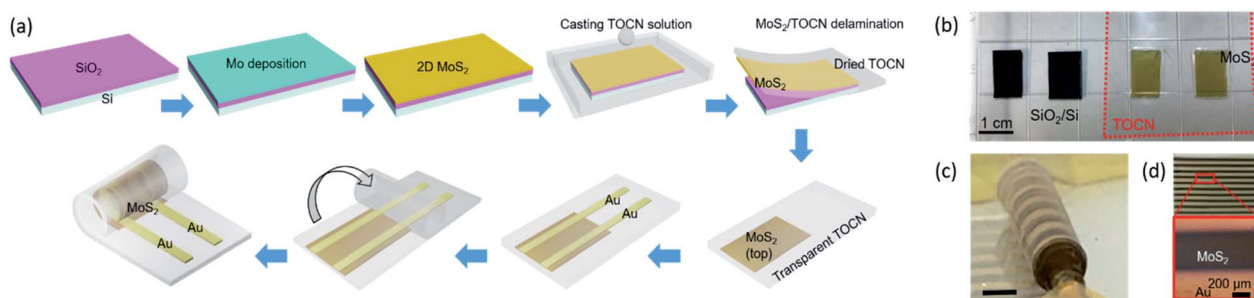 (a)
SiO₂
Si
Mo deposition
2D MoS₂
Casting TOCN solution
MoS₂/TOCN delamination
MoS₂
Dried TOCN
MoS₂
(top)
Transparent TOCN
Au
Au
MoS₂
Au
Au
(b)
MoS
SiO₂/Si
1 cm
TOCN
(c)
(d)
MoS₂
200 μm
Au